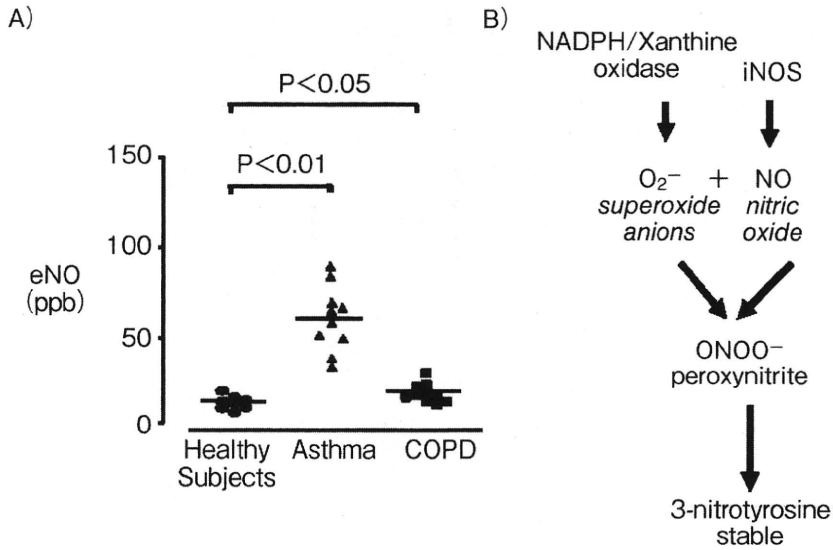 A)
P<0.05
P<0.01
150
100
50
0
eNO
(ppb)
Healthy
Subjects
Asthma
COPD
B)
NADPH/Xanthine
oxidase
iNOS
O₂⁻ + NO
superoxide
anions
nitric
oxide
ONOO⁻
peroxynitrite
3-nitrotyrosine
stable